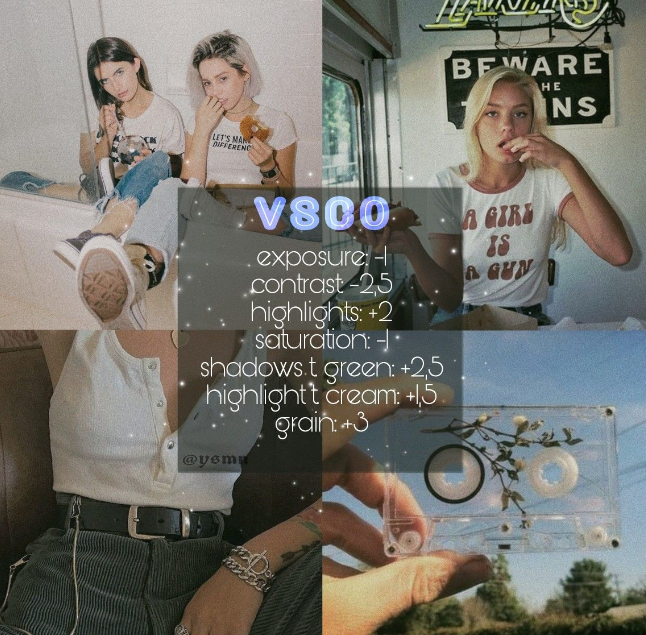 BEWARE
THE
LET'S MAKE
DIFFERENCE
A GIRL
IS
A GUN
VSCO
exposure: -1
contrast -2,5
highlights: +2
saturation: -1
shadows t green: +2,5
highlight t cream: +1,5
grain: +3